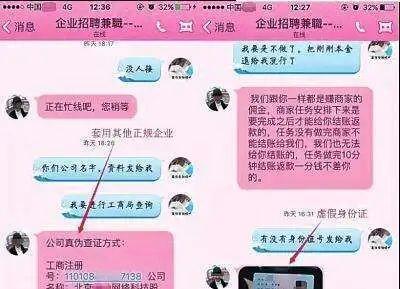 中国 4G 12:36 32%
消息 企业招聘兼職--...
在线
昨天 18:17
没人接
正在忙线吧，您稍等
昨天 18:26
套用其他正规企业
你们公司名字，资料发给我
我要进行工商局查询
公司真伪查证方式:
工商注册
号: 110108 7138 公司
名称: 北京 网络科技股
中国 4G 12:27 30%
消息 企业招聘兼職--...
在线
我要是不做了，把刚刚本金
退给我发行了
我们跟你一样都是赚商家的
佣金，商家任务安排下来是
要完成之后才能给你结账返
款的，任务没有做完商家不
能结账给我们，我们也无法
给你结账的，任务做完10分
钟结账返款一分钱不差你
的。
昨天 16:31 虚假身份证
有没有身份证号发给我